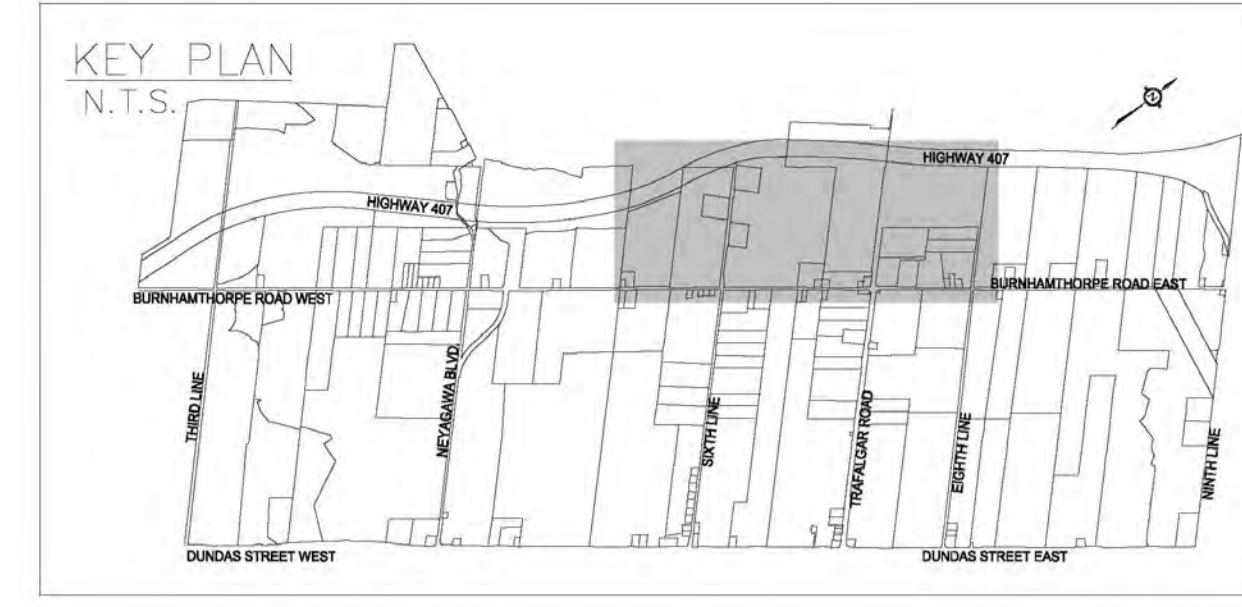 KEY PLAN
N.T.S.
N
HIGHWAY 407
HIGHWAY 407
BURNHAMTHORPE ROAD WEST
BURNHAMTHORPE ROAD EAST
THIRD LINE
NEYAGAWA BLVD.
SIXTH LINE
TRAFALGAR ROAD
EIGHTH LINE
NINTH LINE
DUNDAS STREET WEST
DUNDAS STREET EAST